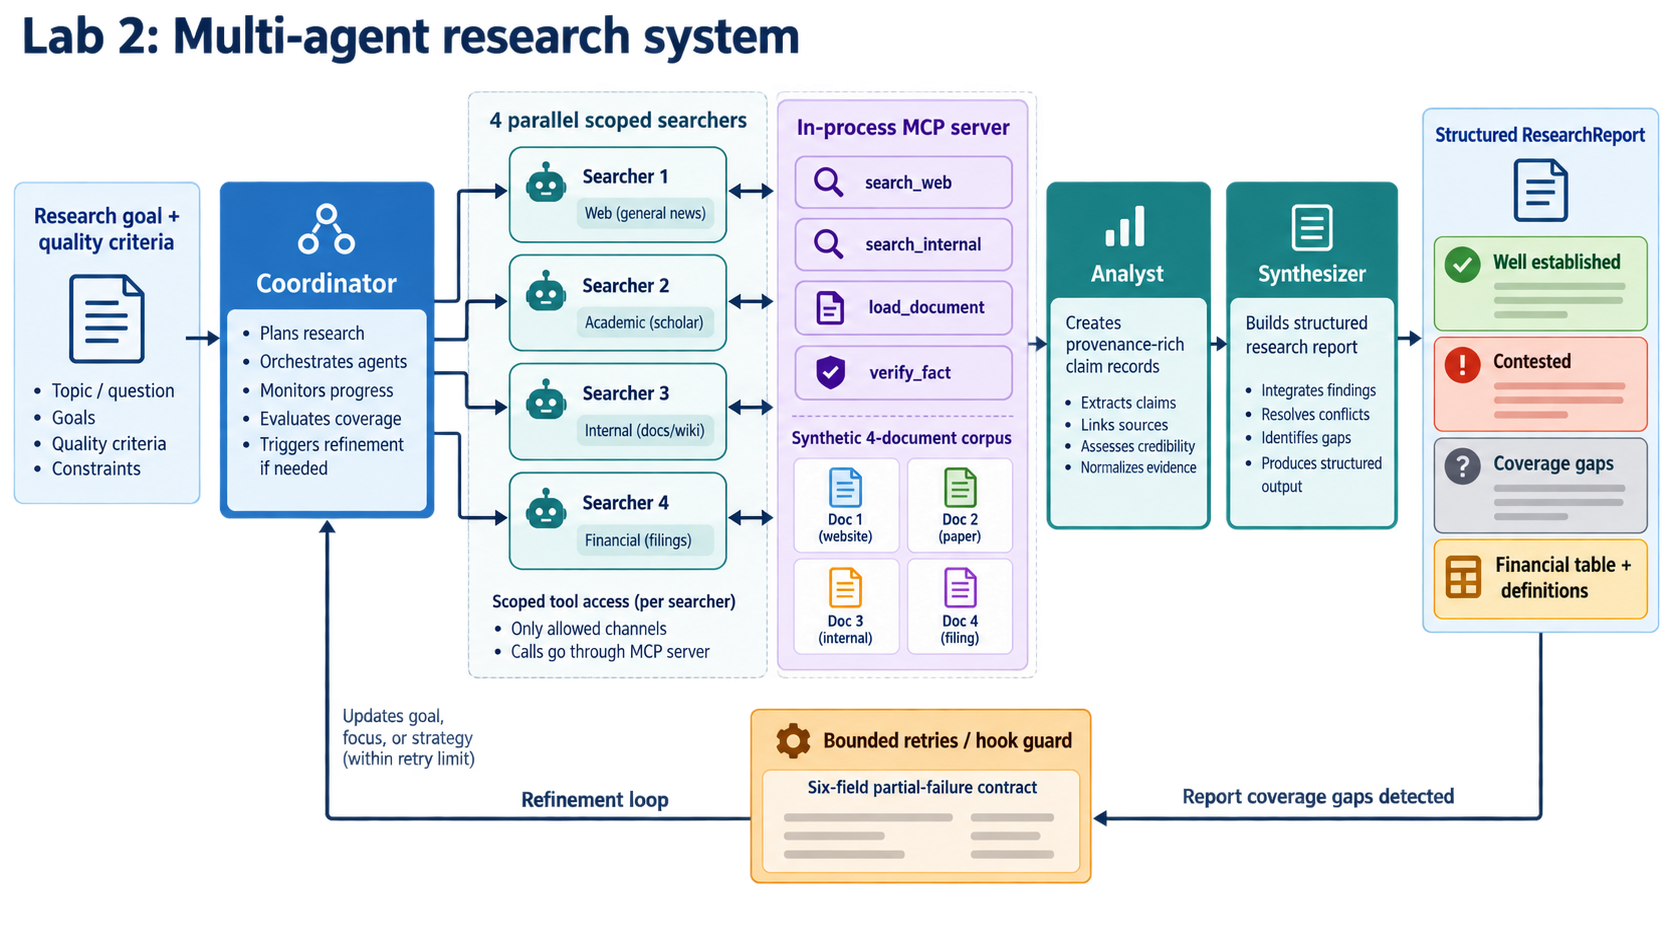 Lab 2: Multi-agent research system
Research goal +
quality criteria
• Topic / question
• Goals
• Quality criteria
• Constraints
Coordinator
• Plans research
• Orchestrates agents
• Monitors progress
• Evaluates coverage
• Triggers refinement
if needed
4 parallel scoped searchers
Searcher 1
Web (general news)
Searcher 2
Academic (scholar)
Searcher 3
Internal (docs/wiki)
Searcher 4
Financial (filings)
Scoped tool access (per searcher)
• Only allowed channels
• Calls go through MCP server
In-process MCP server
search_web
search_internal
load_document
verify_fact
Synthetic 4-document corpus
Doc 1
(website)
Doc 2
(paper)
Doc 3
(internal)
Doc 4
(filing)
Analyst
Creates
provenance-rich
claim records
• Extracts claims
• Links sources
• Assesses credibility
• Normalizes evidence
Synthesizer
Builds structured
research report
• Integrates findings
• Resolves conflicts
• Identifies gaps
• Produces structured
output
Structured ResearchReport
Well established
Contested
Coverage gaps
Financial table +
definitions
Updates goal,
focus, or strategy
(within retry limit)
Refinement loop
Bounded retries / hook guard
Six-field partial-failure contract
Report coverage gaps detected